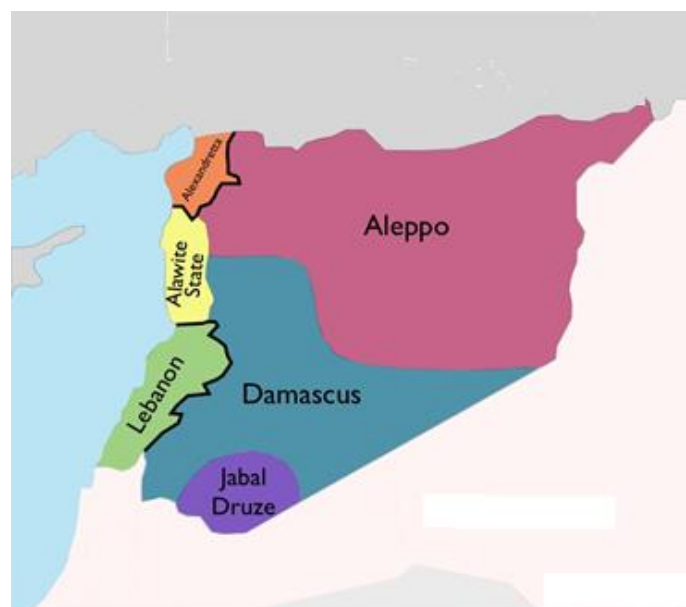 Alexandretta
Aleppo
Alawite
State
Lebanon
Damascus
Jabal
Druze